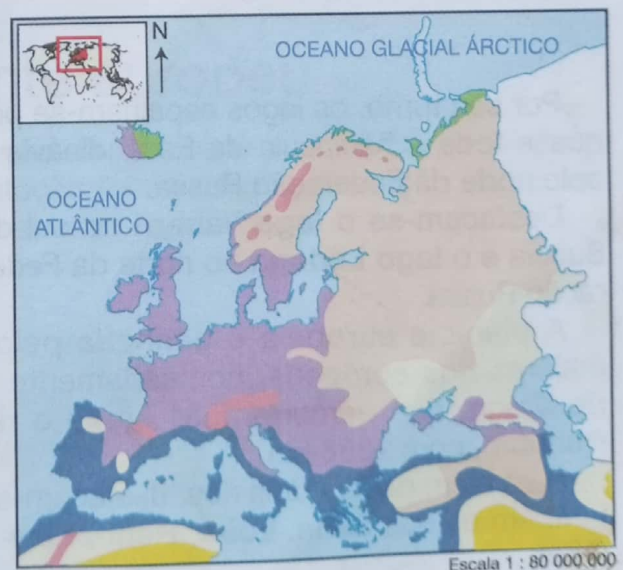 N
OCEANO GLACIAL ÁRCTICO
OCEANO
ATLÂNTICO
Escala 1 : 80 000.000